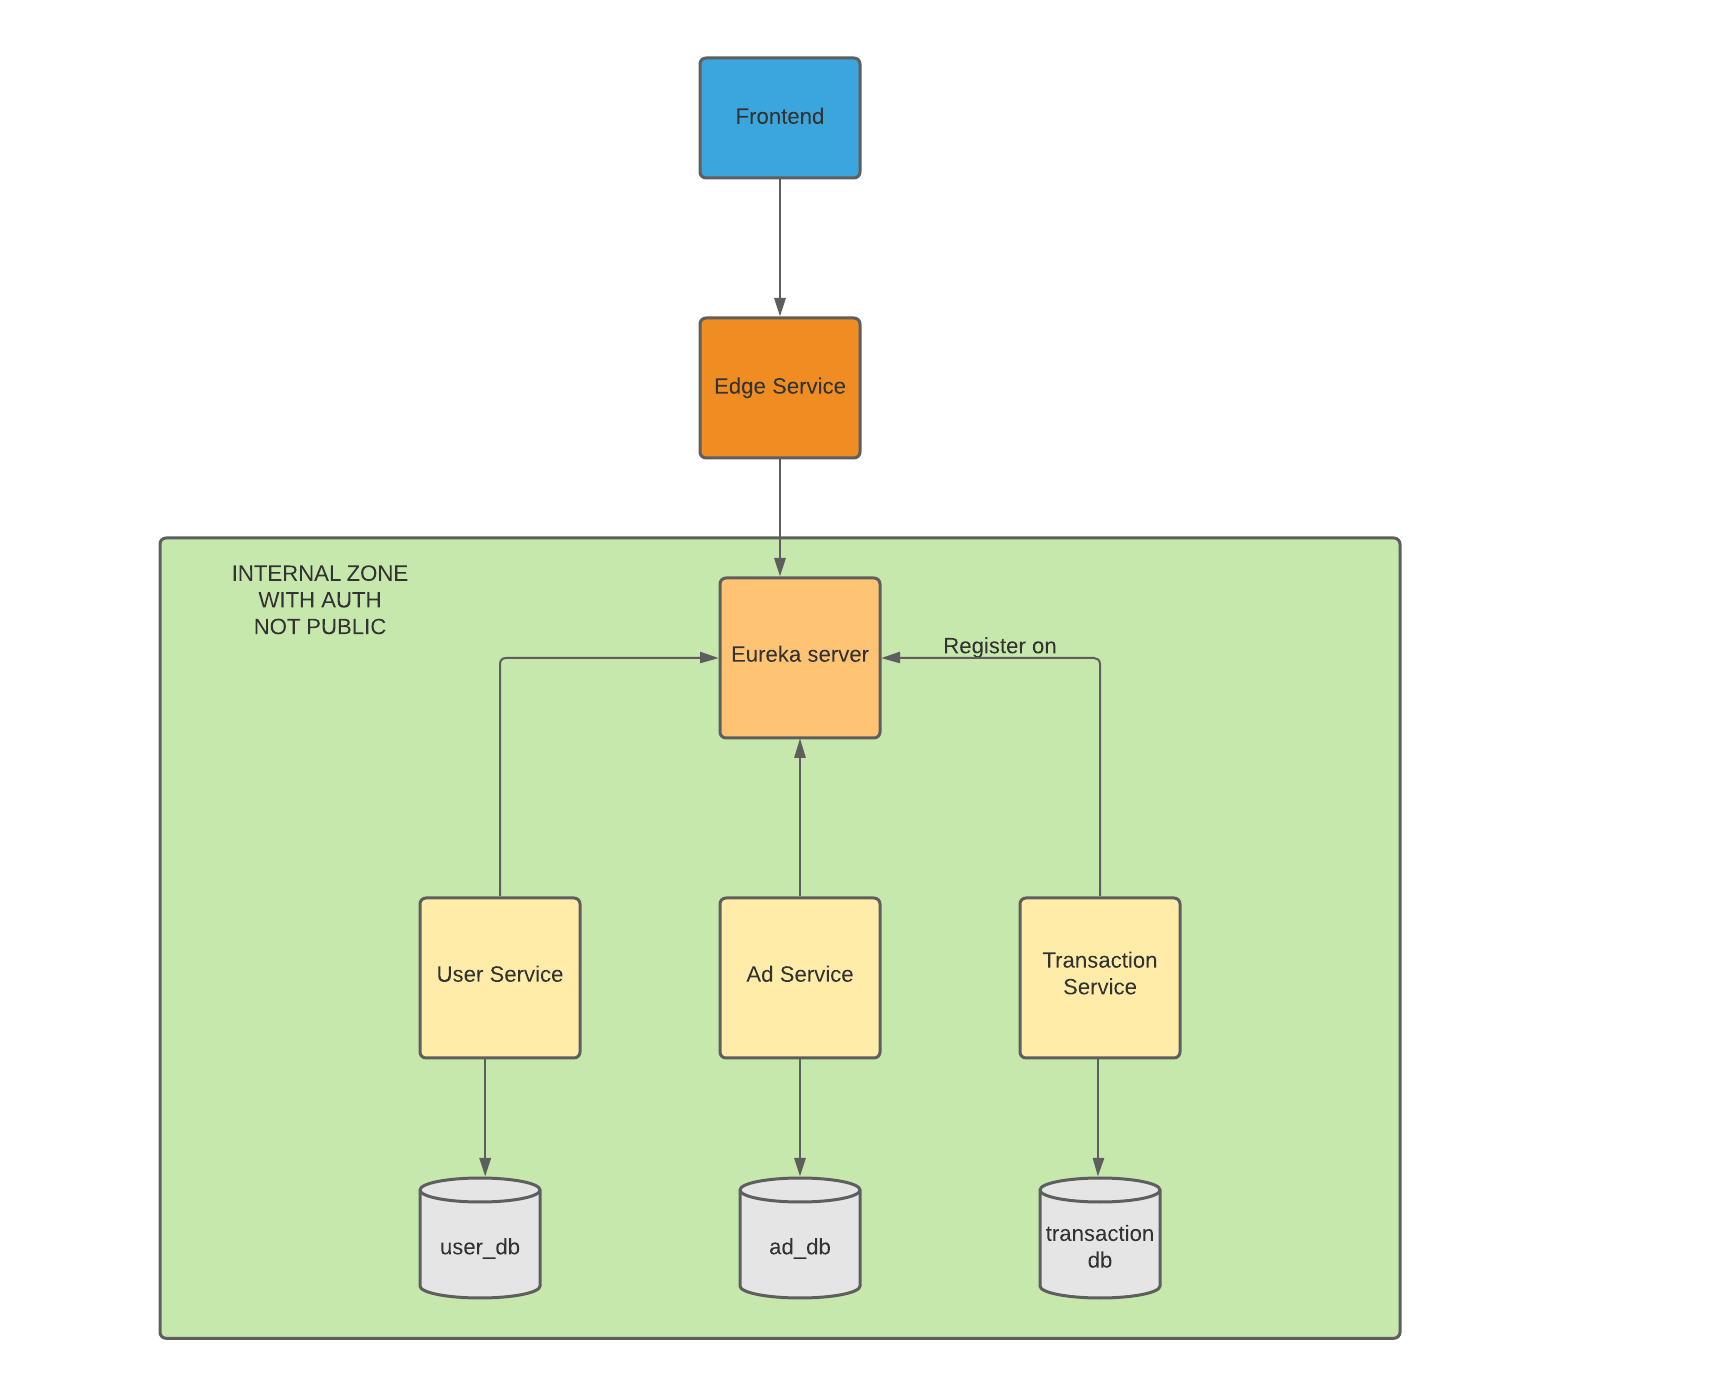 Frontend
Edge Service
INTERNAL ZONE
WITH AUTH
NOT PUBLIC
Eureka server
Register on
User Service
Ad Service
Transaction
Service
user_db
ad_db
transaction
db